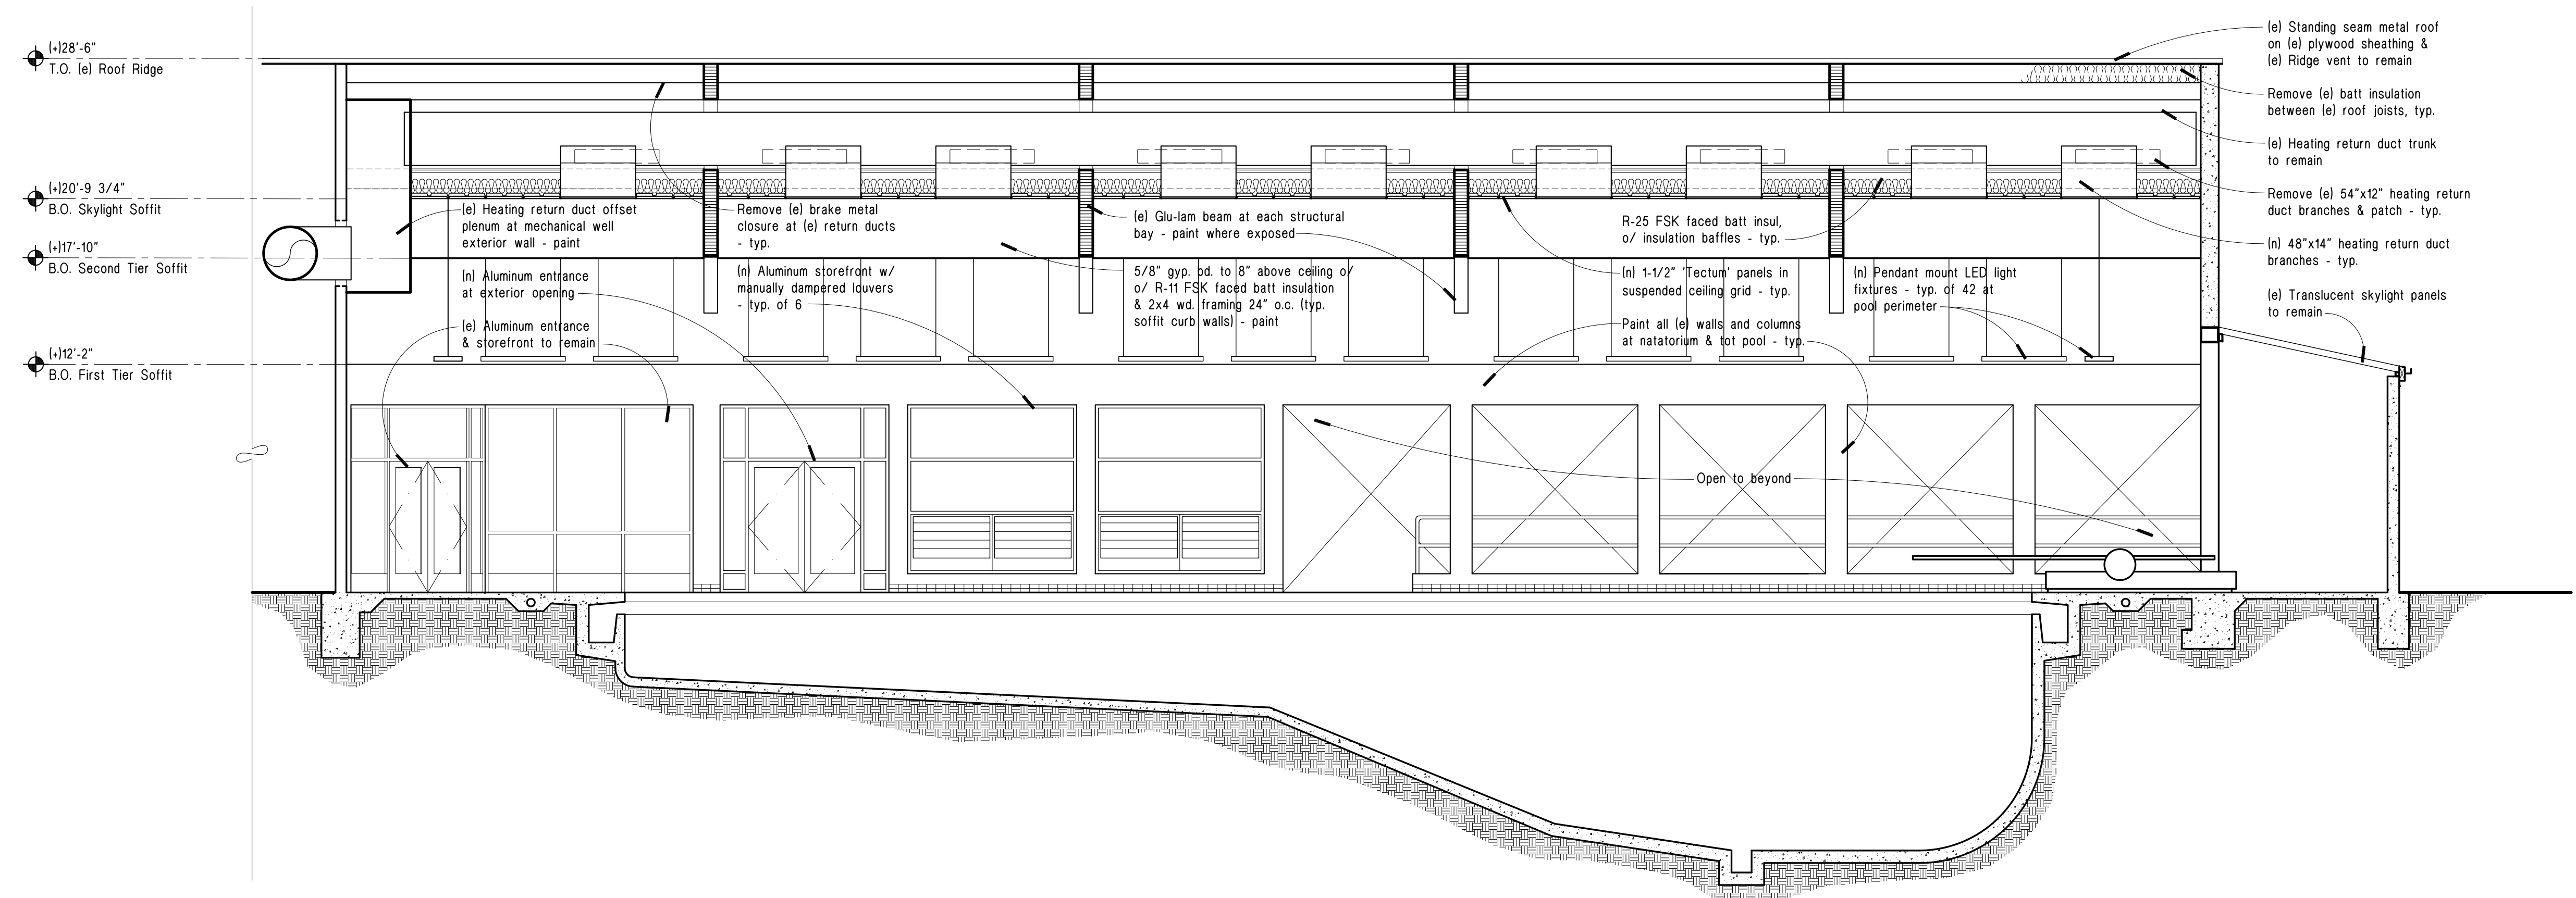 (+)28'-6"
T.O. (e) Roof Ridge
(+)20'-9 3/4"
B.O. Skylight Soffit
(+)17'-10"
B.O. Second Tier Soffit
(+)12'-2"
B.O. First Tier Soffit
(e) Heating return duct offset
plenum at mechanical well
exterior wall - paint
(n) Aluminum entrance
at exterior opening
(e) Aluminum entrance
& storefront to remain
Remove (e) brake metal
closure at (e) return ducts
- typ.
(n) Aluminum storefront w/
manually dampered louvers
- typ. of 6
(e) Glu-lam beam at each structural
bay - paint where exposed
5/8" gyp. bd. to 8" above ceiling o/
o/ R-11 FSK faced batt insulation
& 2x4 wd. framing 24" o.c. (typ.
soffit curb walls) - paint
R-25 FSK faced batt insul,
o/ insulation baffles - typ.
(n) 1-1/2" 'Tectum' panels in
suspended ceiling grid - typ.
Paint all (e) walls and columns
at natatorium & tot pool - typ.
(n) Pendant mount LED light
fixtures - typ. of 42 at
pool perimeter
Open to beyond
(e) Standing seam metal roof
on (e) plywood sheathing &
(e) Ridge vent to remain
Remove (e) batt insulation
between (e) roof joists, typ.
(e) Heating return duct trunk
to remain
Remove (e) 54"x12" heating return
duct branches & patch - typ.
(n) 48"x14" heating return duct
branches - typ.
(e) Translucent skylight panels
to remain